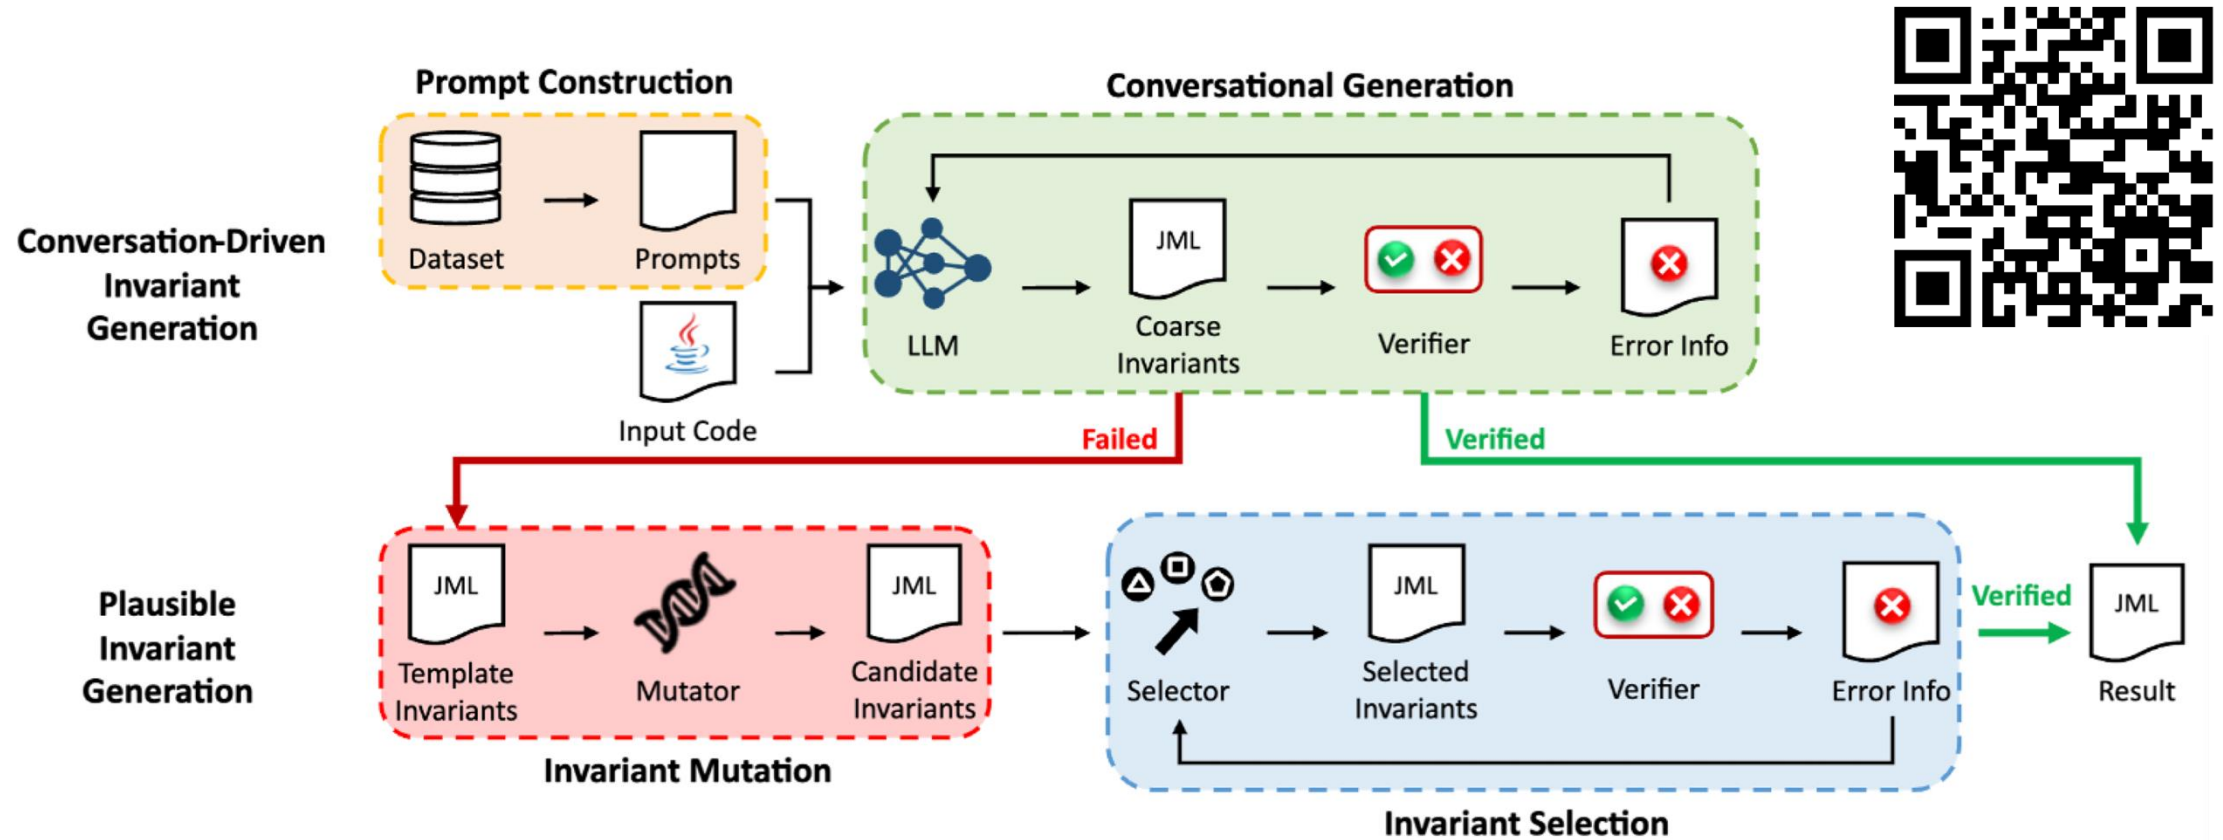 Prompt Construction
Conversational Generation
Conversation-Driven
Invariant
Generation
Dataset
Prompts
Input Code
LLM
JML
Coarse
Invariants
Verifier
Error Info
Failed
Verified
Plausible
Invariant
Generation
JML
Template
Invariants
Mutator
JML
Candidate
Invariants
Invariant Mutation
Selector
JML
Selected
Invariants
Verifier
Error Info
Invariant Selection
Verified
JML
Result